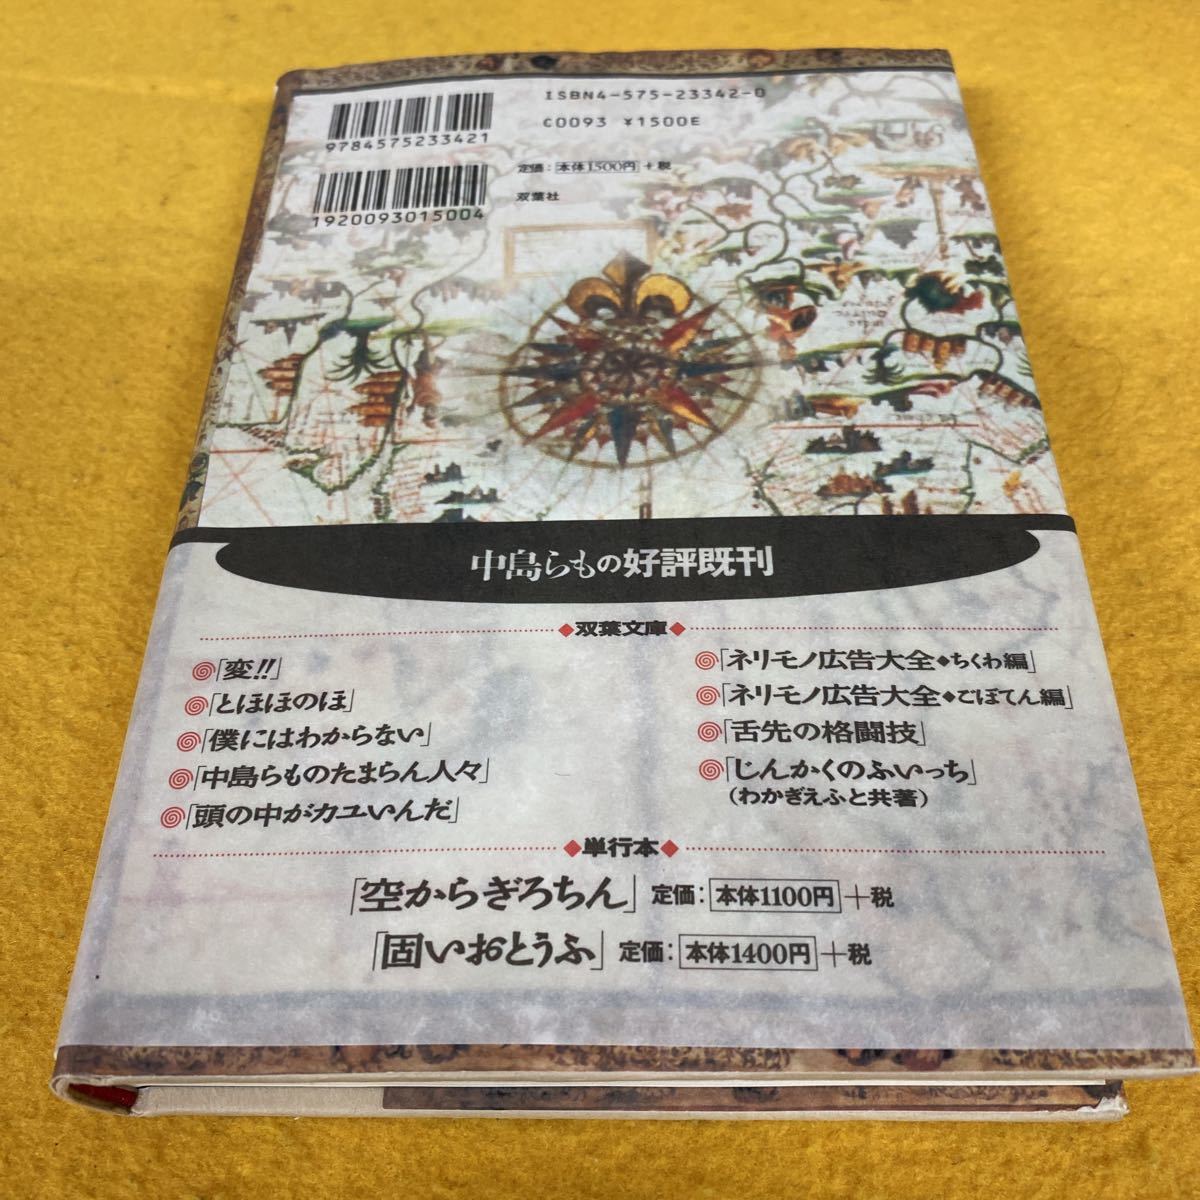 ISBN4-575-23342-0
C0093 ¥1500E
9784575233421
定価：本体1500円＋税
1920093015004
双葉社
中島らもの好評既刊
◆双葉文庫◆
「変!!」
「とほほのほ」
「僕にはわからない」
「中島らものたまらん人々」
「頭の中がカユいんだ」
「ネリモノ広告大全◆ちくわ編」
「ネリモノ広告大全◆ごぼてん編」
「舌先の格闘技」
「じんかくのふいっち」
(わかぎえふと共著)
◆単行本◆
「空からぎろちん」定価：本体1100円＋税
「固いおとうふ」定価：本体1400円＋税